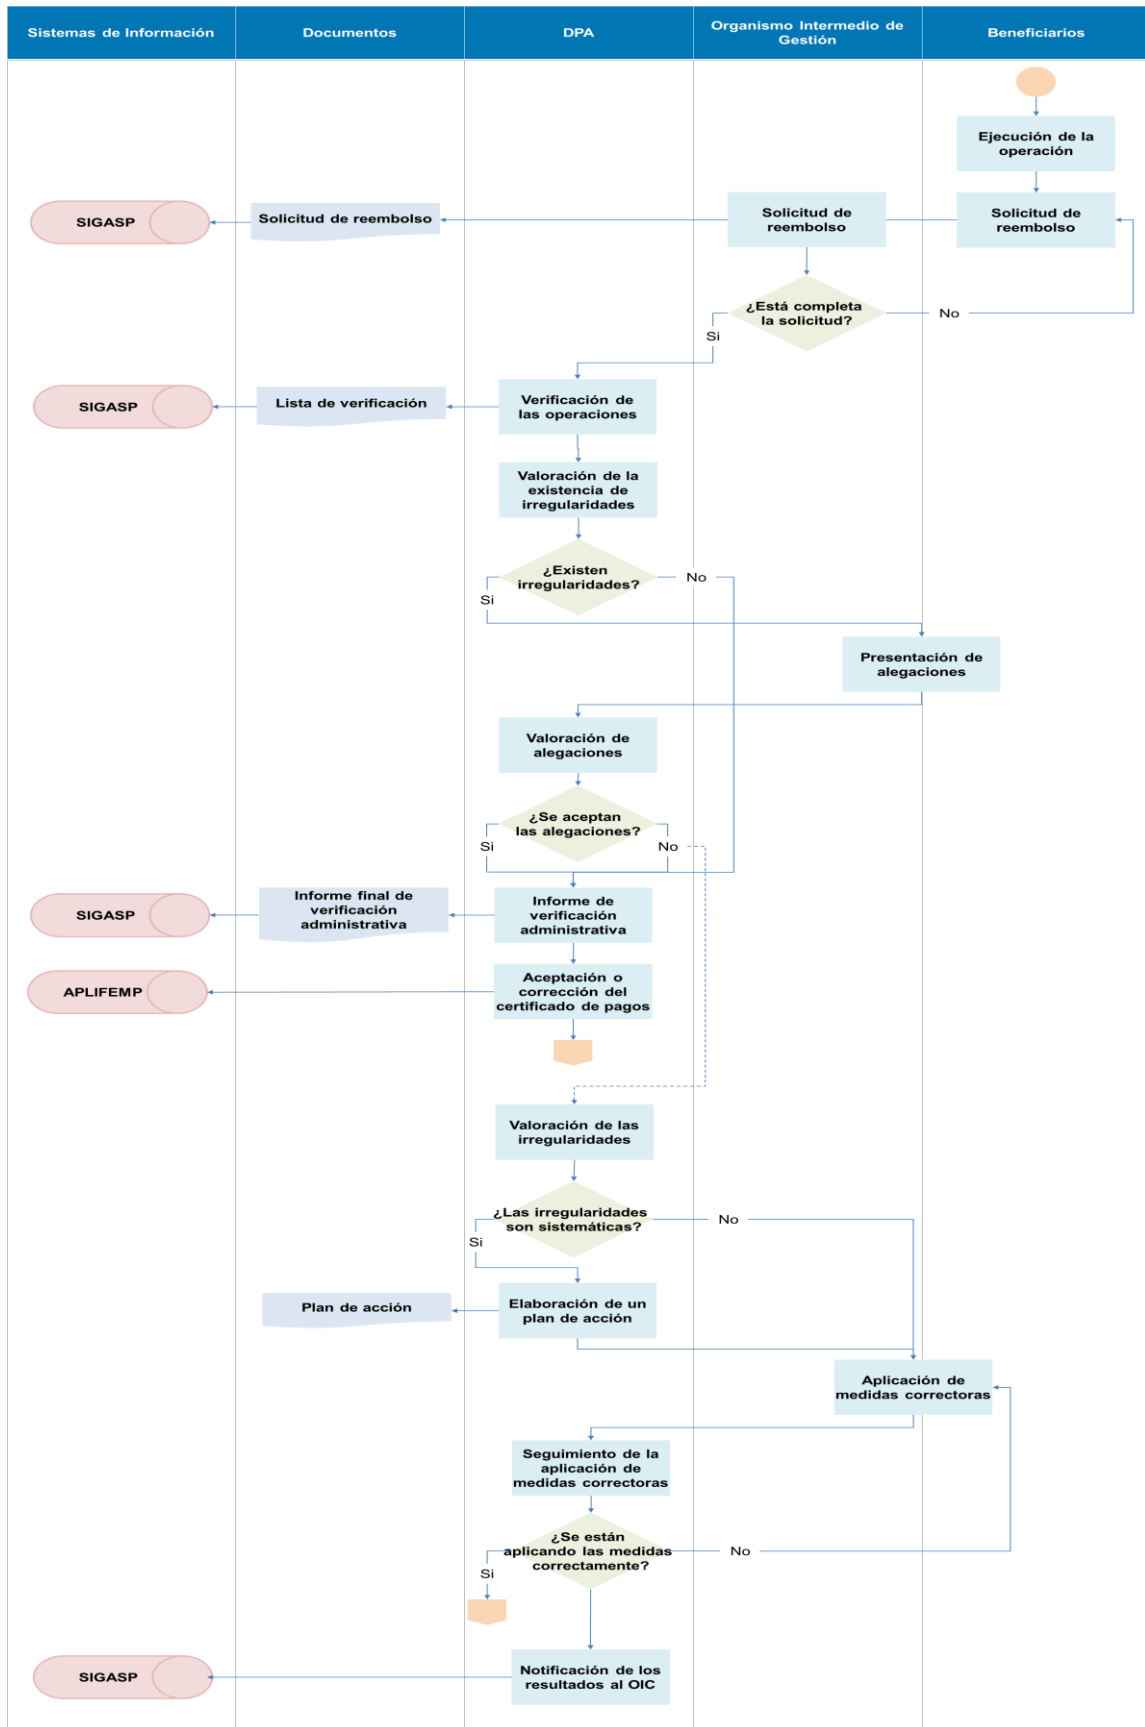 Sistemas de Información
Documentos
DPA
Organismo Intermedio de
Gestión
Beneficiarios
Ejecución de la
operación
SIGASP
Solicitud de reembolso
Solicitud de
reembolso
Solicitud de
reembolso
¿Está completa
la solicitud?
No
Si
SIGASP
Lista de verificación
Verificación de
las operaciones
Valoración de la
existencia de
irregularidades
¿Existen
irregularidades?
No
Si
Presentación de
alegaciones
Valoración de
alegaciones
¿Se aceptan
las alegaciones?
Si
No
SIGASP
Informe final de
verificación
administrativa
Informe de
verificación
administrativa
APLIFEMP
Aceptación o
corrección del
certificado de pagos
Valoración de las
irregularidades
¿Las irregularidades
son sistemáticas?
No
Si
Plan de acción
Elaboración de un
plan de acción
Aplicación de
medidas correctoras
Seguimiento de la
aplicación de
medidas correctoras
¿Se están
aplicando las medidas
correctamente?
No
Si
SIGASP
Notificación de los
resultados al OIC